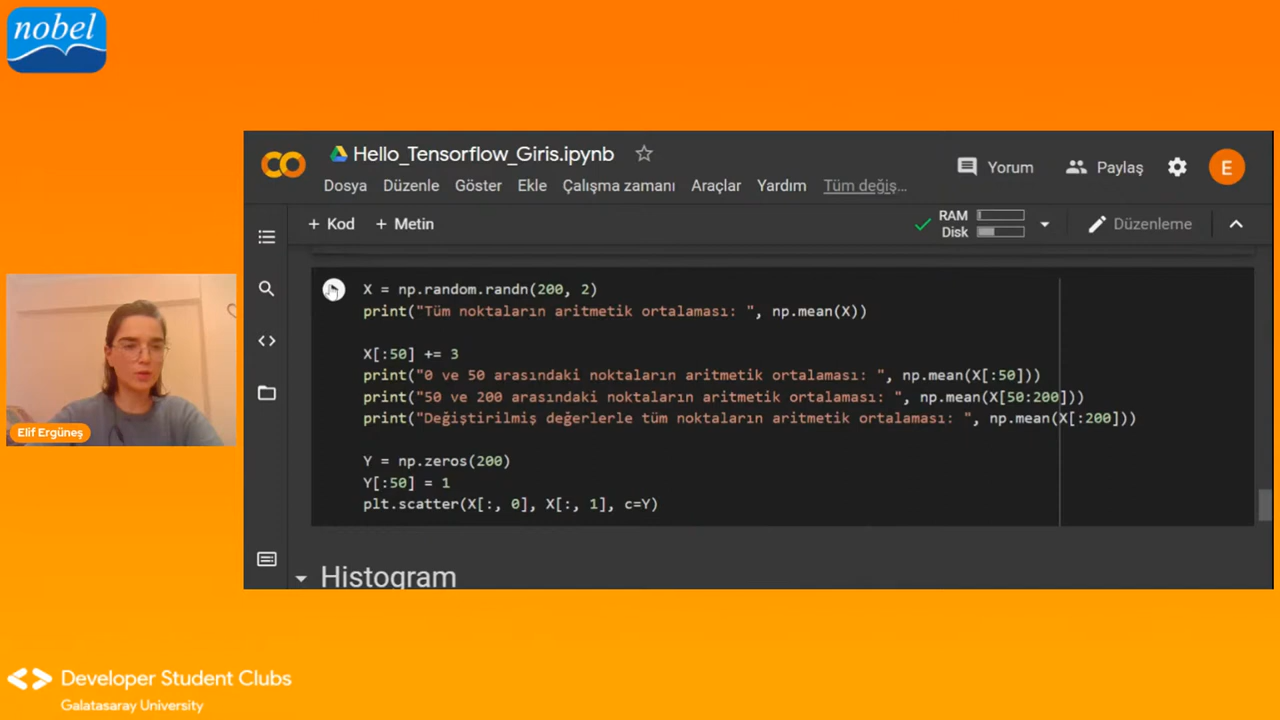 nobel
Hello_Tensorflow_Giris.ipynb
Yorum
Paylaş
E
Dosya Düzenle Göster Ekle Çalışma zamanı Araçlar Yardım Tüm değiş...
+ Kod + Metin
RAM
Disk
Düzenleme
X = np.random.randn(200, 2)
print("Tüm noktaların aritmetik ortalaması: ", np.mean(X))
X[:50] += 3
print("0 ve 50 arasındaki noktaların aritmetik ortalaması: ", np.mean(X[:50]))
print("50 ve 200 arasındaki noktaların aritmetik ortalaması: ", np.mean(X[50:200]))
print("Değiştirilmiş değerlerle tüm noktaların aritmetik ortalaması: ", np.mean(X[:200]))
Y = np.zeros(200)
Y[:50] = 1
plt.scatter(X[:, 0], X[:, 1], c=Y)
Histogram
Elif Ergüneş
Developer Student Clubs
Galatasaray University